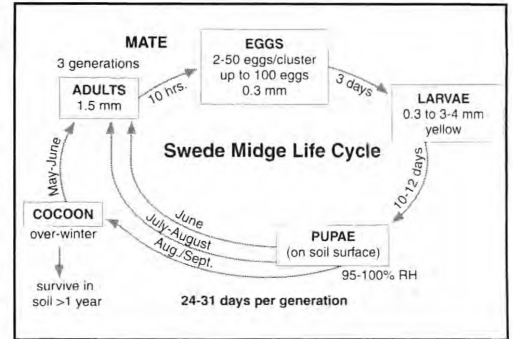 MATE
3 generations
ADULTS
1.5 mm
10 hrs.
EGGS
2-50 eggs/cluster
up to 100 eggs
0.3 mm
3 days
LARVAE
0.3 to 3-4 mm
yellow
Swede Midge Life Cycle
10-12 days
PUPAE
(on soil surface)
95-100% RH
June
July-August
Aug./Sept.
May-June
COCOON
over-winter
survive in
soil >1 year
24-31 days per generation